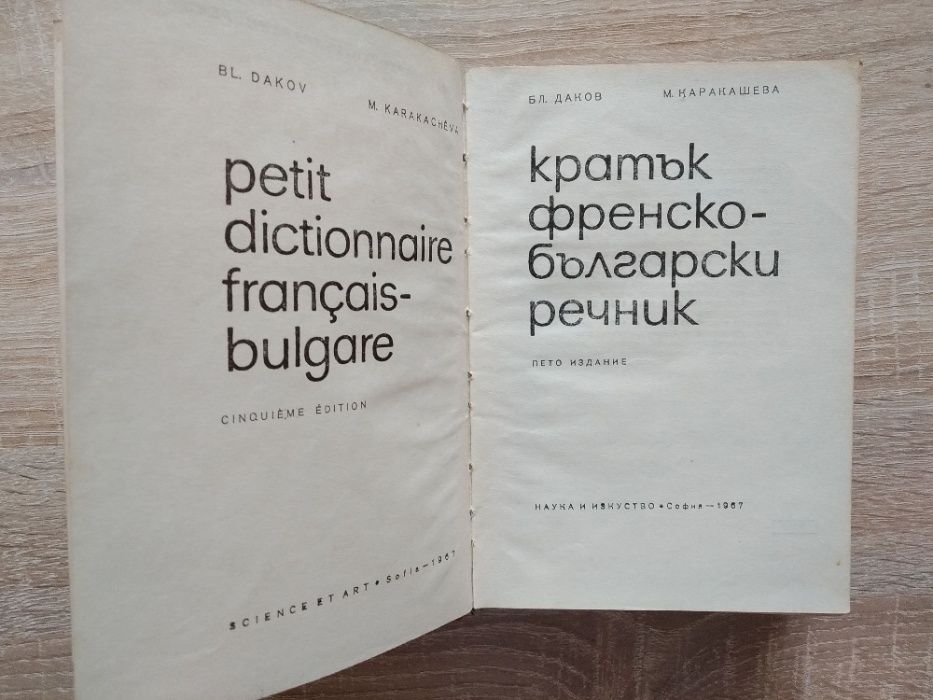 BL. DAKOV
M. KARAKACHÉVA
petit
dictionnaire
français-
bulgare
CINQUIÈME ÉDITION
SCIENCE ET ART • Sofia — 1967
БЛ. ДАКОВ М. КАРАКАШЕВА
кратък
френско-
български
речник
ПЕТО ИЗДАНИЕ
НАУКА И ИЗКУСТВО • София — 1967